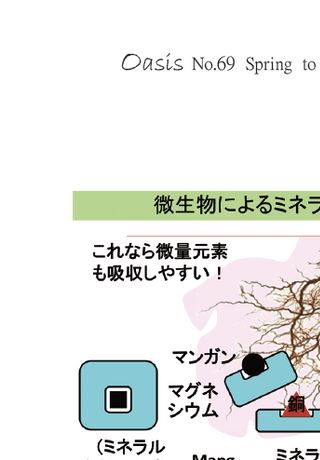 Oasis No.69 Spring to
微生物によるミネラ
これなら微量元素
も吸収しやすい！
マンガン
マグネ
シウム
銅
（ミネラル
ミネラ